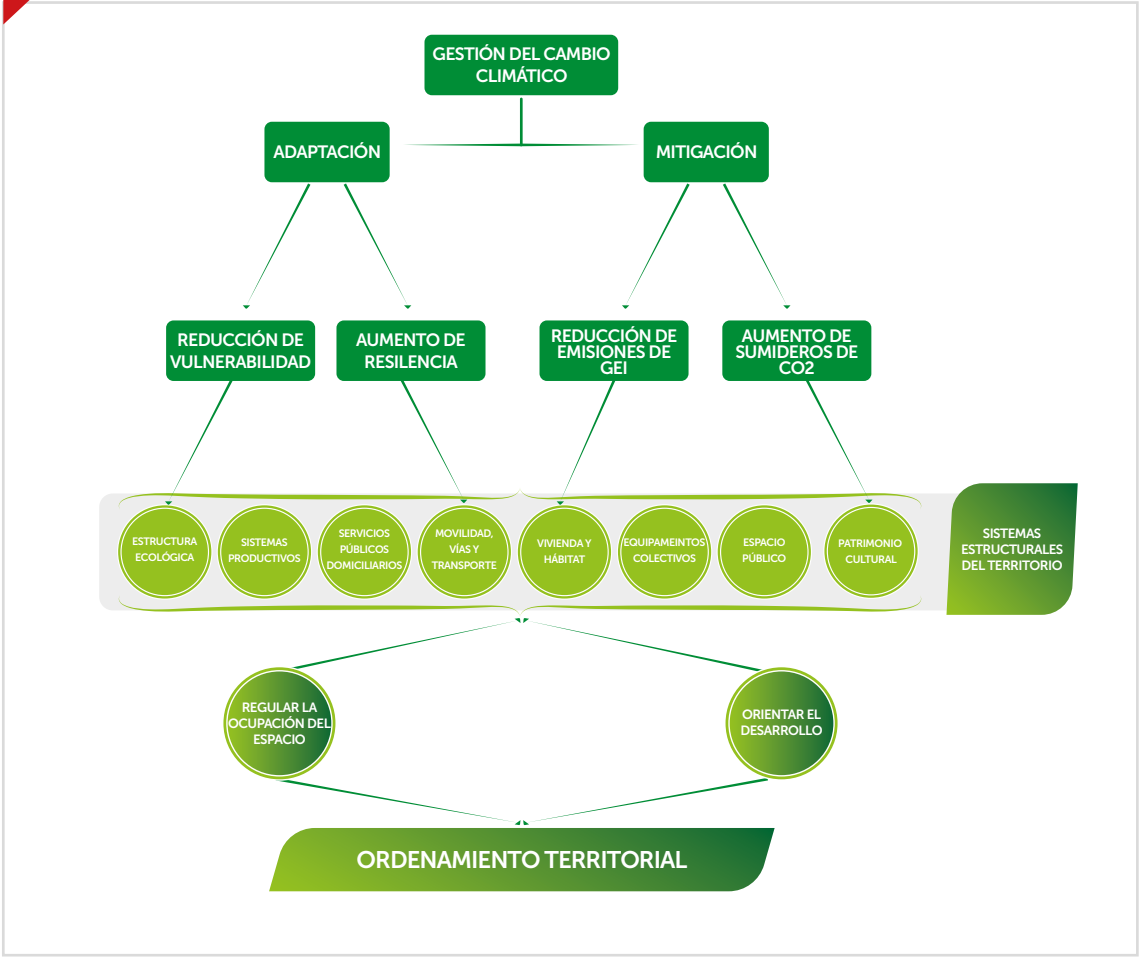 GESTIÓN DEL CAMBIO
CLIMÁTICO
ADAPTACIÓN
MITIGACIÓN
REDUCCIÓN DE
VULNERABILIDAD
AUMENTO DE
RESILENCIA
REDUCCIÓN DE
EMISIONES DE
GEI
AUMENTO DE
SUMIDEROS DE
CO2
ESTRUCTURA
ECOLÓGICA
SISTEMAS
PRODUCTIVOS
SERVICIOS
PÚBLICOS
DOMICILIARIOS
MOVILIDAD,
VÍAS Y
TRANSPORTE
VIVIENDA Y
HÁBITAT
EQUIPAMEINTOS
COLECTIVOS
ESPACIO
PÚBLICO
PATRIMONIO
CULTURAL
SISTEMAS
ESTRUCTURALES
DEL TERRITORIO
REGULAR LA
OCUPACIÓN DEL
ESPACIO
ORIENTAR EL
DESARROLLO
ORDENAMIENTO TERRITORIAL